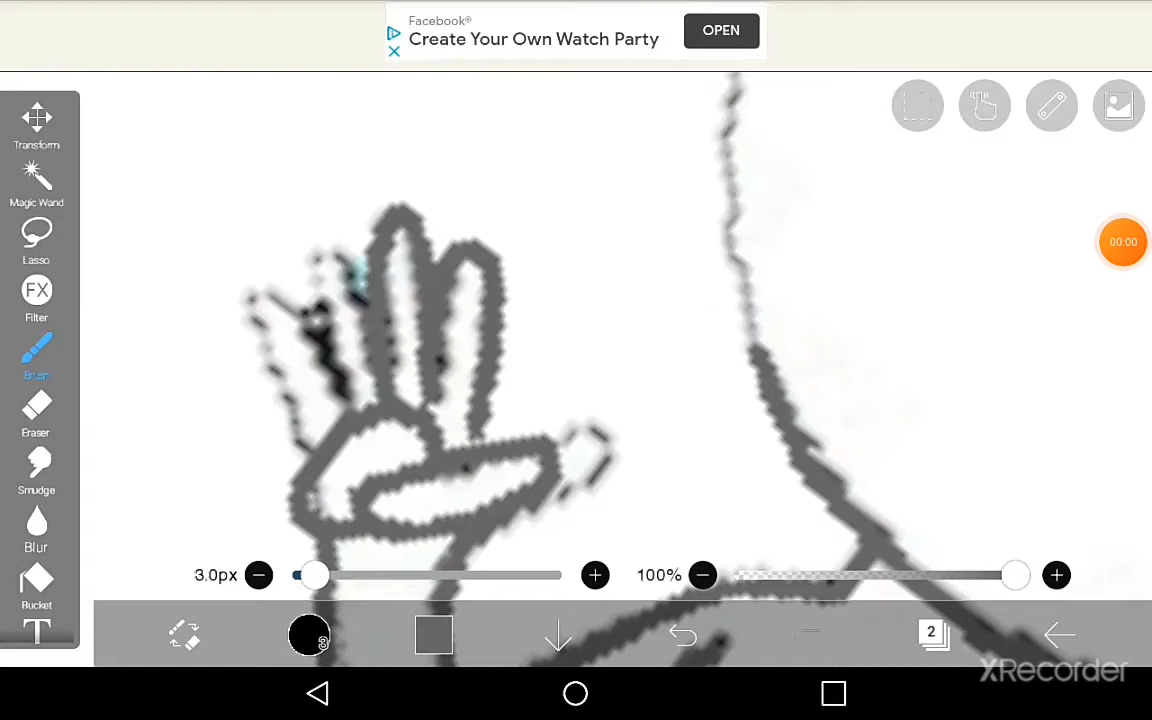 Facebook®
Create Your Own Watch Party
OPEN
Transform
Magic Wand
Lasso
FX
Filter
Brush
Eraser
Smudge
Blur
Bucket
T
00:00
3.0px
100%
3
2
XRecorder